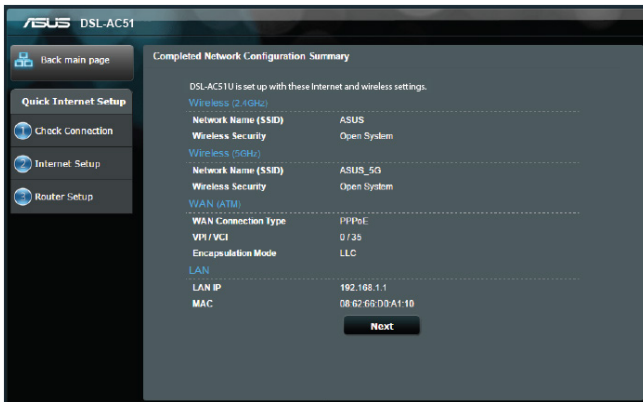 ASUS DSL-AC51
Back main page
Quick Internet Setup
1 Check Connection
2 Internet Setup
3 Router Setup
Completed Network Configuration Summary
DSL-AC51U is set up with these Internet and wireless settings.
Wireless (2.4GHz)
Network Name (SSID) ASUS
Wireless Security Open System
Wireless (5GHz)
Network Name (SSID) ASUS_5G
Wireless Security Open System
WAN (ATM)
WAN Connection Type PPPoE
VPI / VCI 0 / 35
Encapsulation Mode LLC
LAN
LAN IP 192.168.1.1
MAC 08:62:66:D0:A1:10
Next